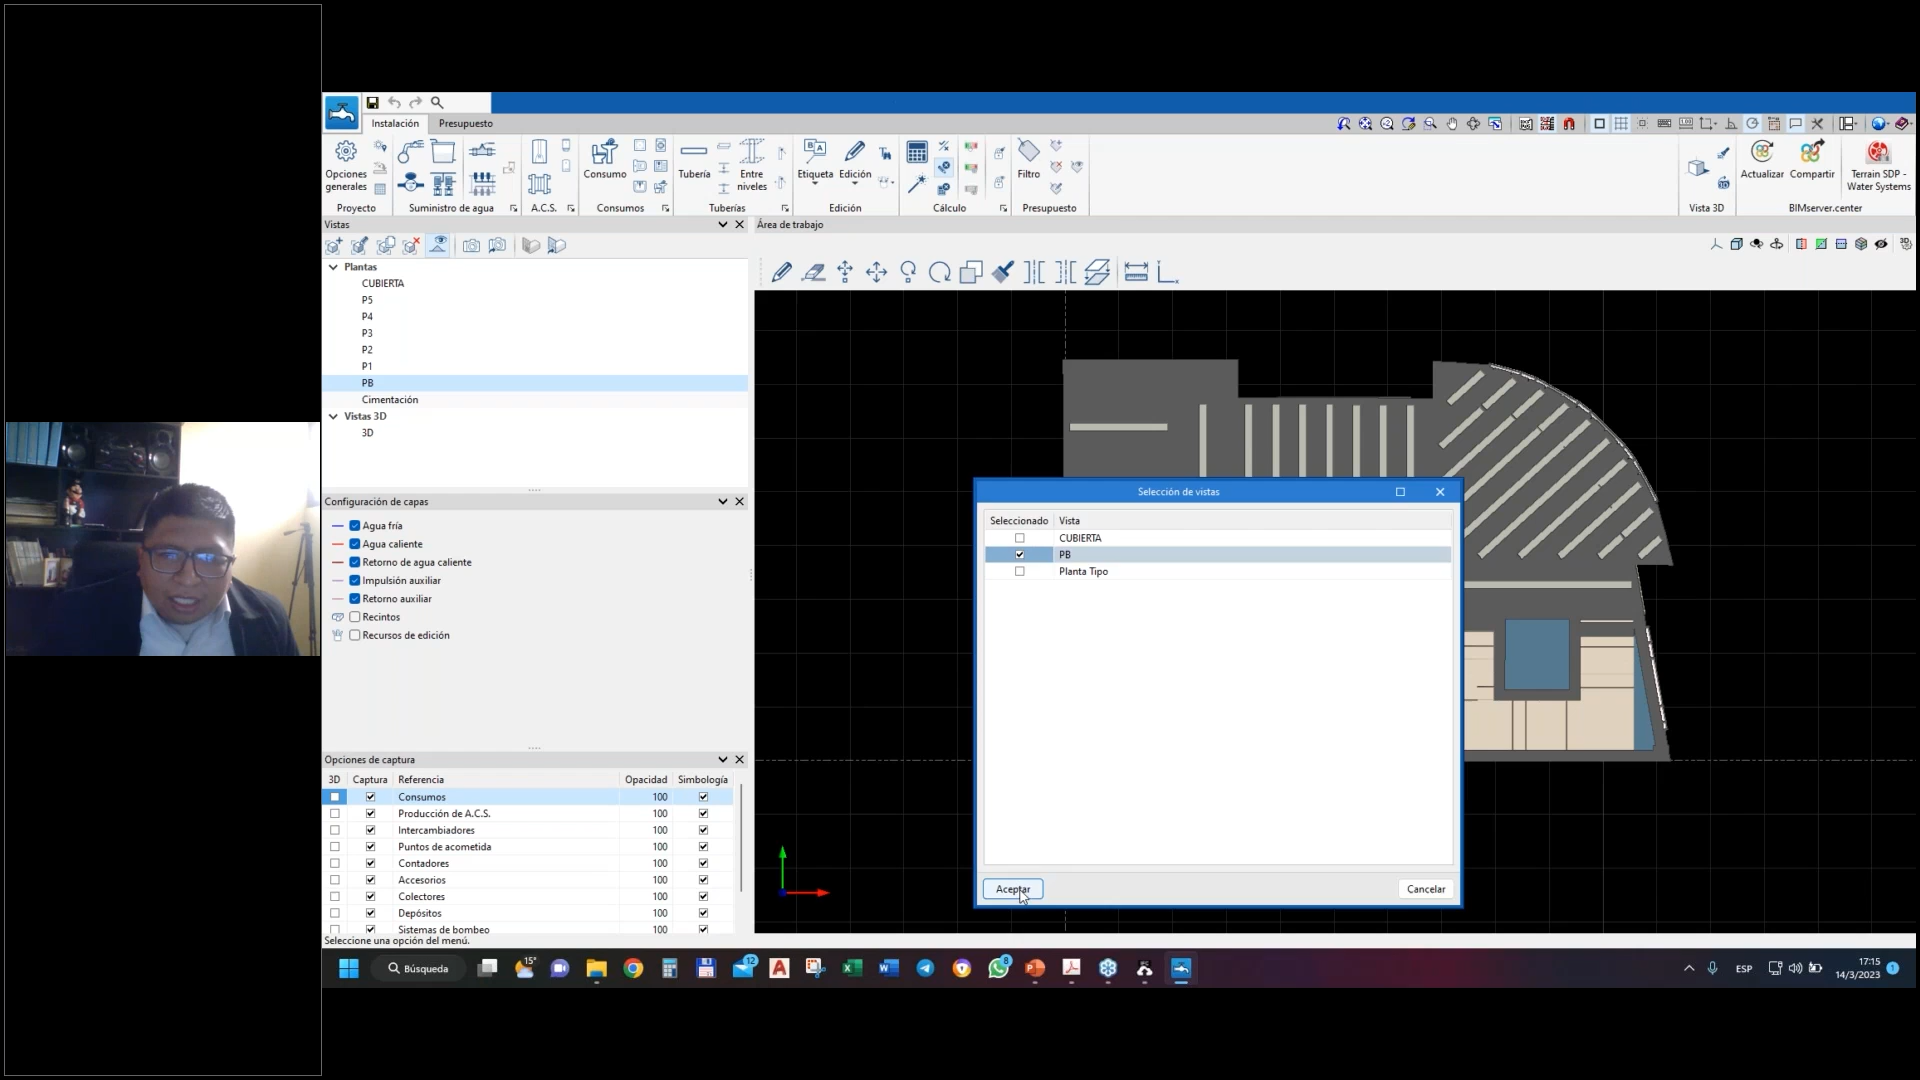 Instalación
Presupuesto
Opciones generales
Consumo
Tubería
Entre niveles
Etiqueta
Edición
Filtro
Actualizar
Compartir
Terrain SDP - Water Systems
Proyecto
Suministro de agua
A.C.S.
Consumos
Tuberías
Edición
Cálculo
Presupuesto
Vista 3D
BIMserver.center
Vistas
Área de trabajo
Plantas
CUBIERTA
P5
P4
P3
P2
P1
PB
Cimentación
Vistas 3D
3D
Configuración de capas
Agua fría
Agua caliente
Retorno de agua caliente
Impulsión auxiliar
Retorno auxiliar
Recintos
Recursos de edición
Opciones de captura
3D Captura Referencia Opacidad Simbología
Consumos 100
Producción de A.C.S. 100
Intercambiadores 100
Puntos de acometida 100
Contadores 100
Accesorios 100
Colectores 100
Depósitos 100
Sistemas de bombeo 100
Seleccione una opción del menú.
Selección de vistas
Seleccionado Vista
CUBIERTA
PB
Planta Tipo
Aceptar
Cancelar
Búsqueda
15°
12
8
ESP
17:15
14/3/2023
1